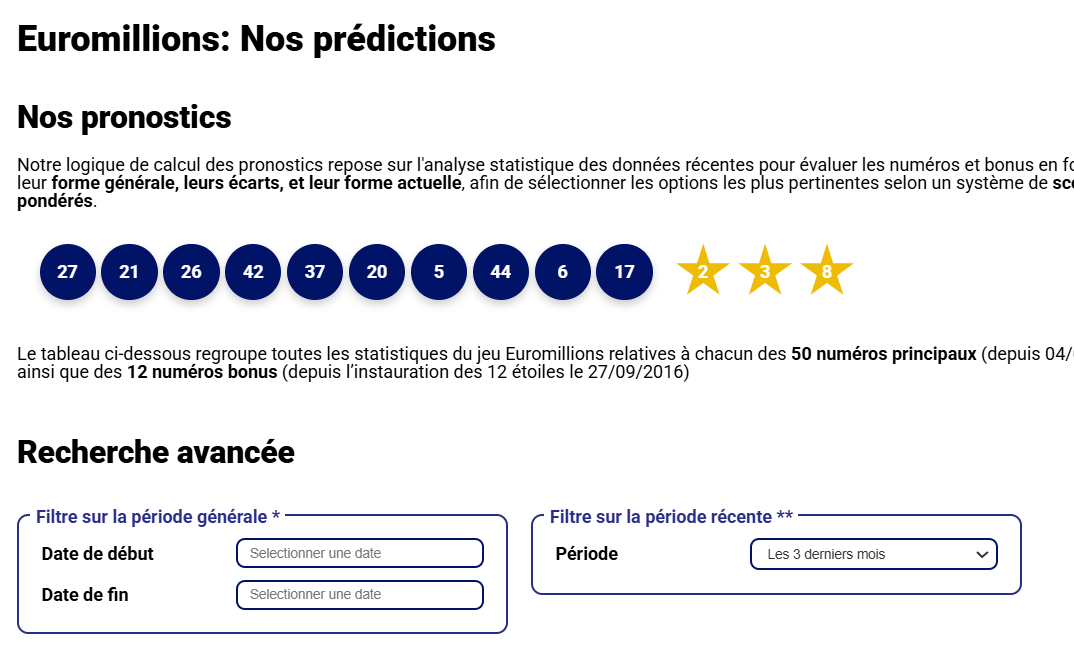 Euromillions: Nos prédictions
Nos pronostics
Notre logique de calcul des pronostics repose sur l'analyse statistique des données récentes pour évaluer les numéros et bonus en
leur forme générale, leurs écarts, et leur forme actuelle, afin de sélectionner les options les plus pertinentes selon un système de
pondérés.
27 21 26 42 37 20 5 44 6 17 2 3 8
Le tableau ci-dessous regroupe toutes les statistiques du jeu Euromillions relatives à chacun des 50 numéros principaux (depuis
ainsi que des 12 numéros bonus (depuis l’instauration des 12 étoiles le 27/09/2016)
Recherche avancée
Filtre sur la période générale *
Date de début Selectionner une date
Date de fin Selectionner une date
Filtre sur la période récente **
Période Les 3 derniers mois